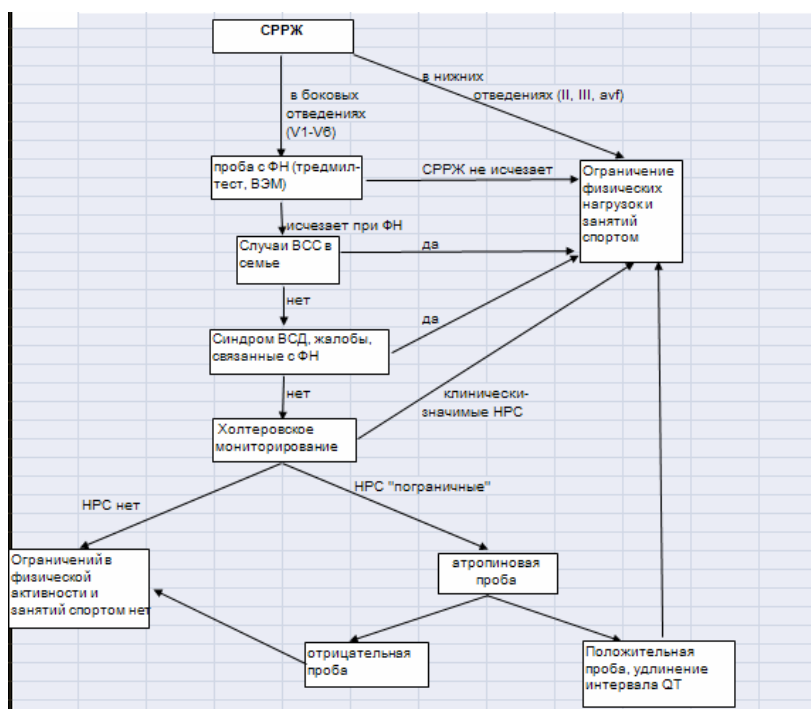 СРРЖ
в нижних
отведениях (II, III, avf)
в боковых
отведениях
(V1-V6)
проба с ФН (тредмил-
тест, ВЭМ)
СРРЖ не исчезает
Ограничение
физических
нагрузок и
занятий
спортом
исчезает при ФН
Случаи ВСС в
семье
да
нет
Синдром ВСД, жалобы,
связанные с ФН
да
нет
клинически-
значимые НРС
Холтеровское
мониторирование
НРС нет
НРС "пограничные"
Ограничений в
физической
активности и
занятий спортом нет
атропиновая
проба
отрицательная
проба
Положительная
проба, удлинение
интервала QT